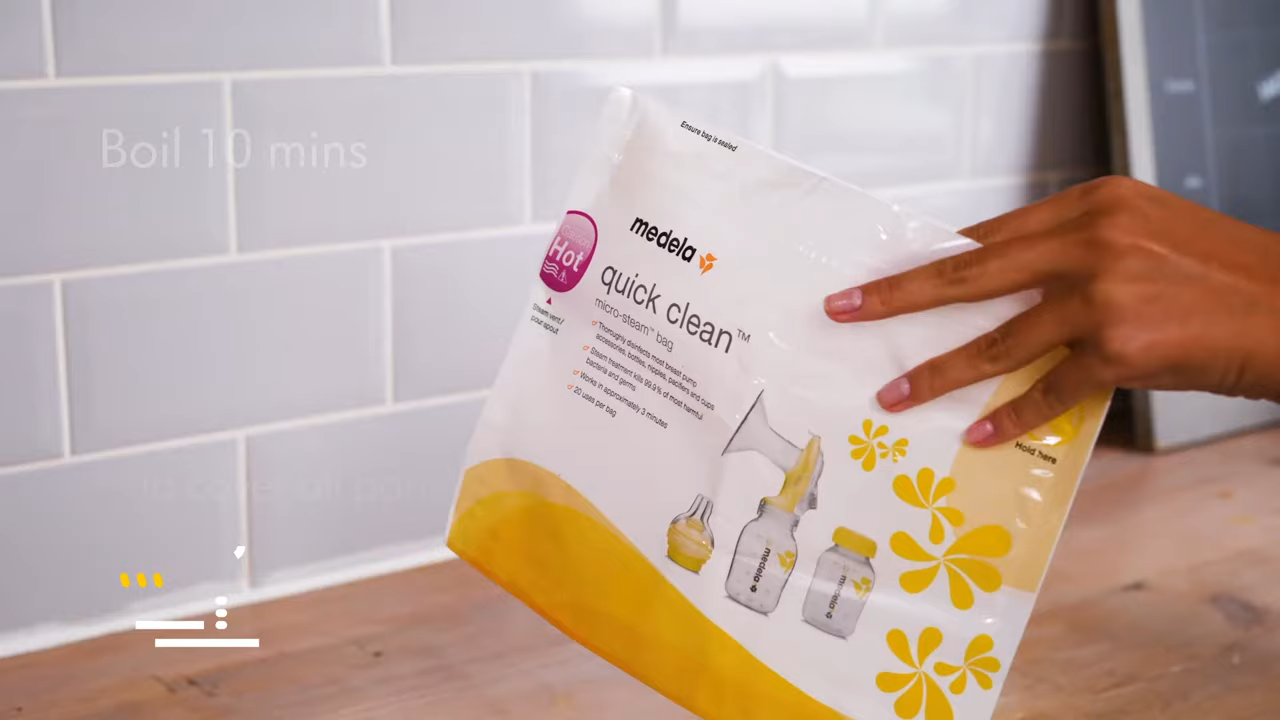 Boil 10 mins
Ensure bag is sealed
Hot
Steam vent/
pour spout
medela
quick clean™
micro-steam™ bag
Thoroughly disinfects most breast pump
accessories, bottles, nipples, pacifiers and cups
Steam treatment kills 99.9% of most harmful
bacteria and germs
Works in approximately 3 minutes
20 uses per bag
Hold here
medela
medela